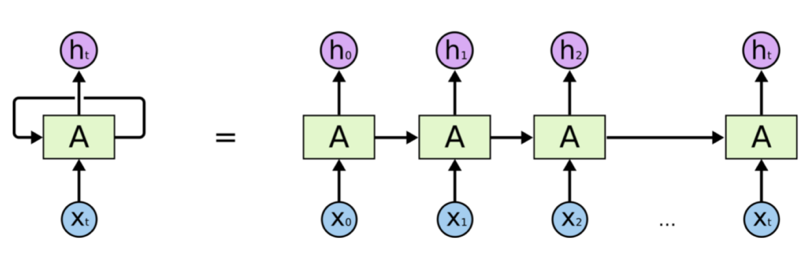 hₜ h₀ h₁ h₂ hₜ
A = A A A A
xₜ x₀ x₁ x₂ ... xₜ